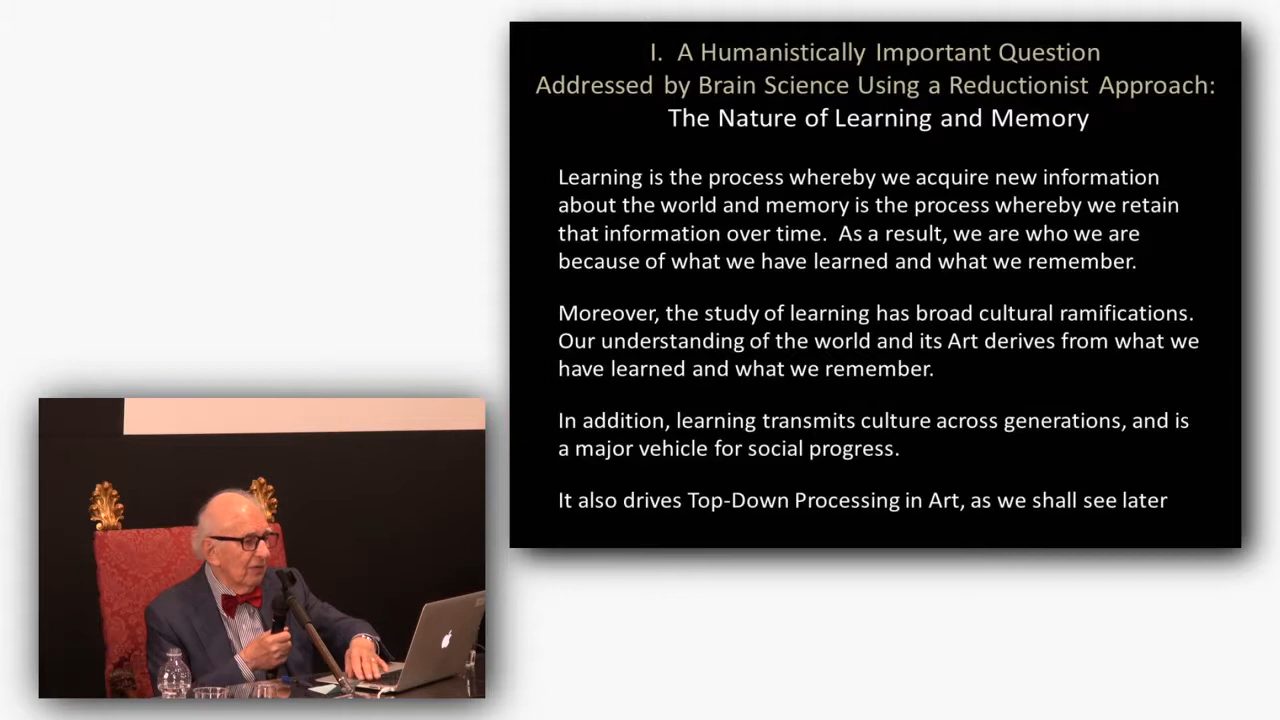 I. A Humanistically Important Question
Addressed by Brain Science Using a Reductionist Approach:
The Nature of Learning and Memory
Learning is the process whereby we acquire new information
about the world and memory is the process whereby we retain
that information over time. As a result, we are who we are
because of what we have learned and what we remember.
Moreover, the study of learning has broad cultural ramifications.
Our understanding of the world and its Art derives from what we
have learned and what we remember.
In addition, learning transmits culture across generations, and is
a major vehicle for social progress.
It also drives Top-Down Processing in Art, as we shall see later